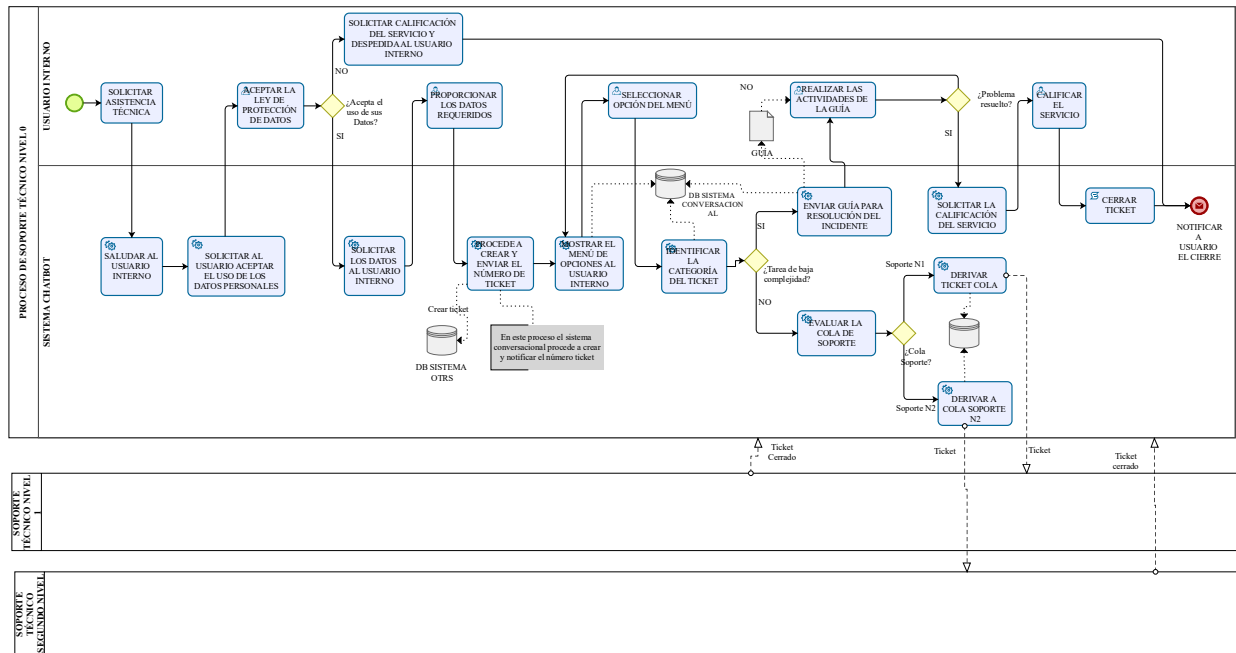 PROCESO DE SOPORTE TÉCNICO NIVEL 0
USUARIO INTERNO
SOLICITAR
ASISTENCIA
TÉCNICA
ACEPTAR LA
LEY DE
PROTECCIÓN
DE DATOS
¿Acepta el
uso de sus
Datos?
NO
SI
SOLICITAR CALIFICACIÓN
DEL SERVICIO Y
DESPEDIDA AL USUARIO
INTERNO
PROPORCIONAR
LOS DATOS
REQUERIDOS
SELECCIONAR
OPCIÓN DEL MENÚ
NO
GUÍA
REALIZAR LAS
ACTIVIDADES DE
LA GUÍA
¿Problema
resuelto?
SI
CALIFICAR
EL
SERVICIO
SISTEMA CHATBOT
SALUDAR AL
USUARIO
INTERNO
SOLICITAR AL
USUARIO ACEPTAR
EL USO DE LOS
DATOS PERSONALES
SOLICITAR
LOS DATOS
AL USUARIO
INTERNO
PROCEDE A
CREAR Y
ENVIAR EL
NÚMERO DE
TICKET
Crear ticket
DB SISTEMA
OTRS
En este proceso el sistema
conversacional procede a crear
y notificar el número ticket
MOSTRAR EL
MENÚ DE
OPCIONES AL
USUARIO
INTERNO
DB SISTEMA
CONVERSACION
AL
IDENTIFICAR
LA
CATEGORÍA
DEL TICKET
¿Tarea de baja
complejidad?
SI
NO
ENVIAR GUÍA PARA
RESOLUCIÓN DEL
INCIDENTE
EVALUAR LA
COLA DE
SOPORTE
¿Cola
Soporte?
Soporte N1
Soporte N2
DERIVAR
TICKET COLA
DERIVAR A
COLA SOPORTE
N2
SOLICITAR LA
CALIFICACIÓN
DEL SERVICIO
CERRAR
TICKET
NOTIFICAR
A
USUARIO
EL CIERRE
Ticket
Cerrado
Ticket
Ticket
Ticket
cerrado
SOPORTE
TÉCNICO NIVEL
1
SOPORTE
TÉCNICO
SEGUNDO NIVEL